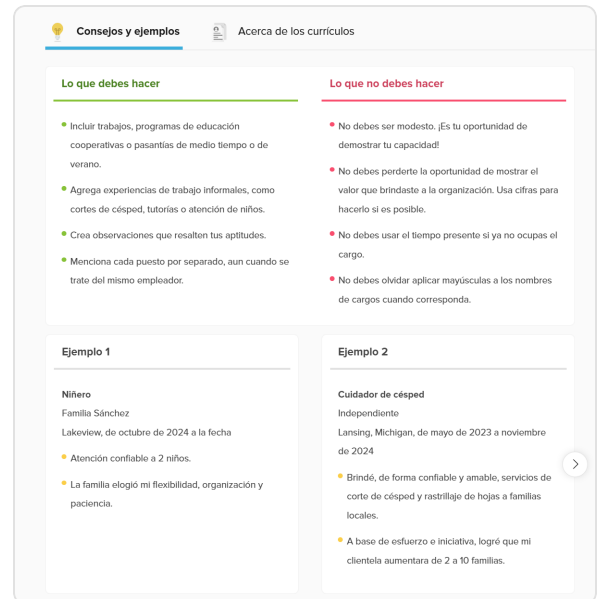 Consejos y ejemplos
Acerca de los currículos
Lo que debes hacer
Incluir trabajos, programas de educación
cooperativas o pasantías de medio tiempo o de
verano.
Agrega experiencias de trabajo informales, como
cortes de césped, tutorías o atención de niños.
Crea observaciones que resalten tus aptitudes.
Menciona cada puesto por separado, aun cuando se
trate del mismo empleador.
Lo que no debes hacer
No debes ser modesto. ¡Es tu oportunidad de
demostrar tu capacidad!
No debes perderte la oportunidad de mostrar el
valor que brindaste a la organización. Usa cifras para
hacerlo si es posible.
No debes usar el tiempo presente si ya no ocupas el
cargo.
No debes olvidar aplicar mayúsculas a los nombres
de cargos cuando corresponda.
Ejemplo 1
Niñero
Familia Sánchez
Lakeview, de octubre de 2024 a la fecha
Atención confiable a 2 niños.
La familia elogió mi flexibilidad, organización y
paciencia.
Ejemplo 2
Cuidador de césped
Independiente
Lansing, Michigan, de mayo de 2023 a noviembre
de 2024
Brindé, de forma confiable y amable, servicios de
corte de césped y rastrillaje de hojas a familias
locales.
A base de esfuerzo e iniciativa, logré que mi
clientela aumentara de 2 a 10 familias.